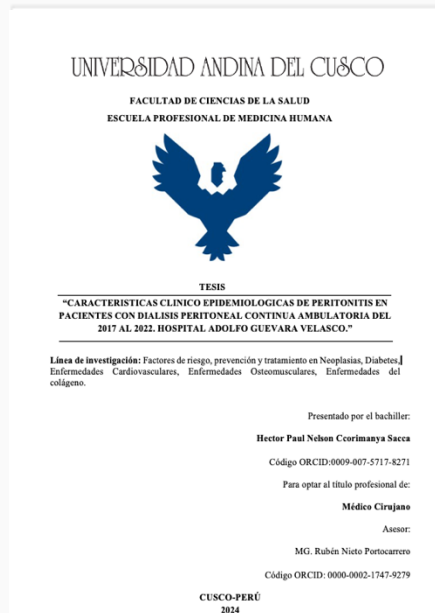 UNIVERSIDAD ANDINA DEL CUSCO
FACULTAD DE CIENCIAS DE LA SALUD
ESCUELA PROFESIONAL DE MEDICINA HUMANA
TESIS
“CARACTERISTICAS CLINICO EPIDEMIOLOGICAS DE PERITONITIS EN
PACIENTES CON DIALISIS PERITONEAL CONTINUA AMBULATORIA DEL
2017 AL 2022. HOSPITAL ADOLFO GUEVARA VELASCO.”
Línea de investigación: Factores de riesgo, prevención y tratamiento en Neoplasias, Diabetes,
Enfermedades Cardiovasculares, Enfermedades Osteomusculares, Enfermedades del
colágeno.
Presentado por el bachiller:
Hector Paul Nelson Ccorimanya Sacca
Código ORCID:0009-007-5717-8271
Para optar al título profesional de:
Médico Cirujano
Asesor:
MG. Rubén Nieto Portocarrero
Código ORCID: 0000-0002-1747-9279
CUSCO-PERÚ
2024